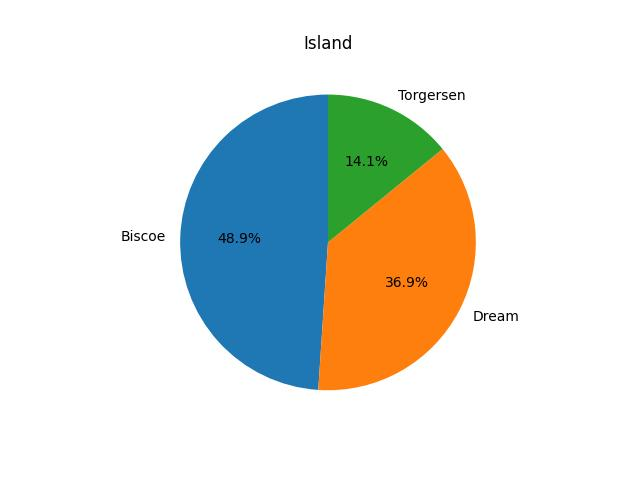 Island
Torgersen
14.1%
Biscoe
48.9%
36.9%
Dream